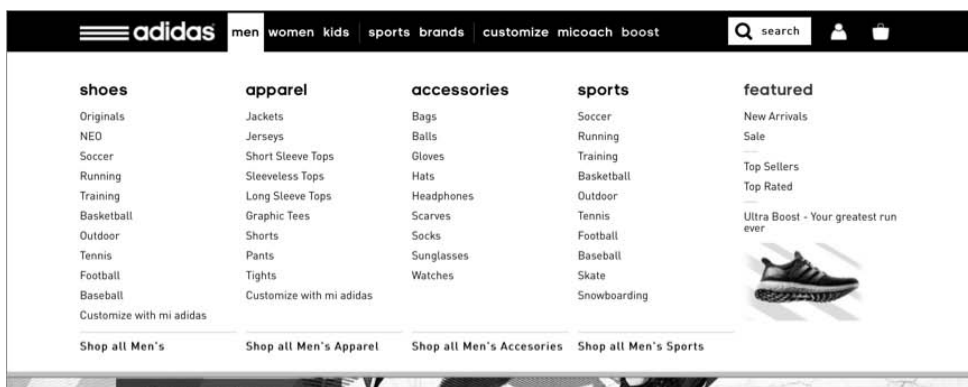 adidas men women kids sports brands customize micoach boost search
shoes
Originals
NEO
Soccer
Running
Training
Basketball
Outdoor
Tennis
Football
Baseball
Customize with mi adidas
Shop all Men's
apparel
Jackets
Jerseys
Short Sleeve Tops
Sleeveless Tops
Long Sleeve Tops
Graphic Tees
Shorts
Pants
Tights
Customize with mi adidas
Shop all Men's Apparel
accessories
Bags
Balls
Gloves
Hats
Headphones
Scarves
Socks
Sunglasses
Watches
Shop all Men's Accesories
sports
Soccer
Running
Training
Basketball
Outdoor
Tennis
Football
Baseball
Skate
Snowboarding
Shop all Men's Sports
featured
New Arrivals
Sale
Top Sellers
Top Rated
Ultra Boost - Your greatest run
ever